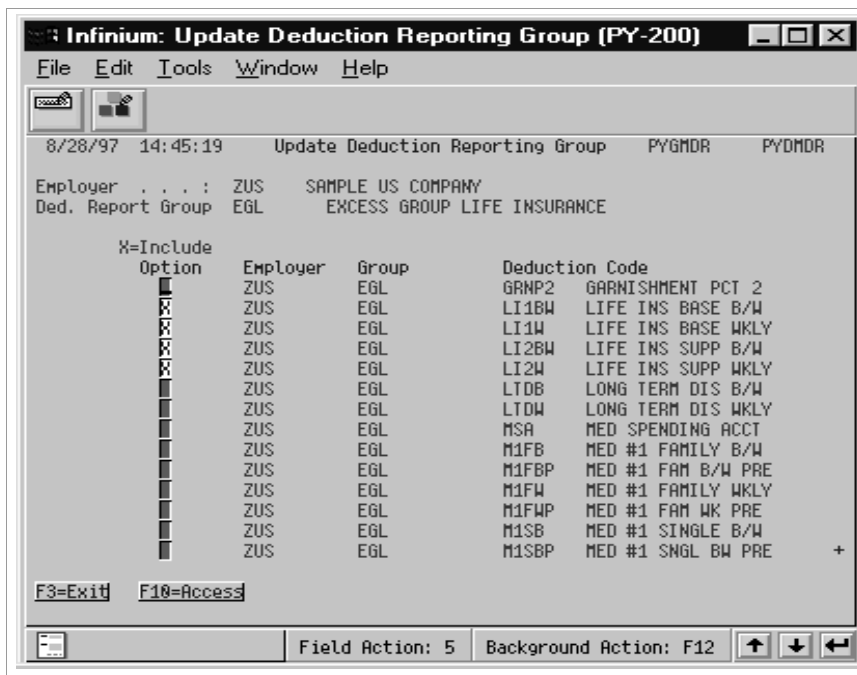 Infinium: Update Deduction Reporting Group (PY-200)
File Edit Tools Window Help
8/28/97 14:45:19 Update Deduction Reporting Group PYGMDR PYDMDR
Employer . . . : ZUS SAMPLE US COMPANY
Ded. Report Group EGL EXCESS GROUP LIFE INSURANCE
X=Include
Option Employer Group Deduction Code
ZUS EGL GRNP2 GARNISHMENT PCT 2
X ZUS EGL LI1BW LIFE INS BASE B/W
X ZUS EGL LI1W LIFE INS BASE WKLY
X ZUS EGL LI2BW LIFE INS SUPP B/W
X ZUS EGL LI2W LIFE INS SUPP WKLY
ZUS EGL LTDB LONG TERM DIS B/W
ZUS EGL LTDW LONG TERM DIS WKLY
ZUS EGL MSA MED SPENDING ACCT
ZUS EGL M1FB MED #1 FAMILY B/W
ZUS EGL M1FBP MED #1 FAM B/W PRE
ZUS EGL M1FW MED #1 FAMILY WKLY
ZUS EGL M1FWP MED #1 FAM WK PRE
ZUS EGL M1SB MED #1 SINGLE B/W
ZUS EGL M1SBP MED #1 SNGL BW PRE +
F3=Exit F10=Access
Field Action: 5 Background Action: F12